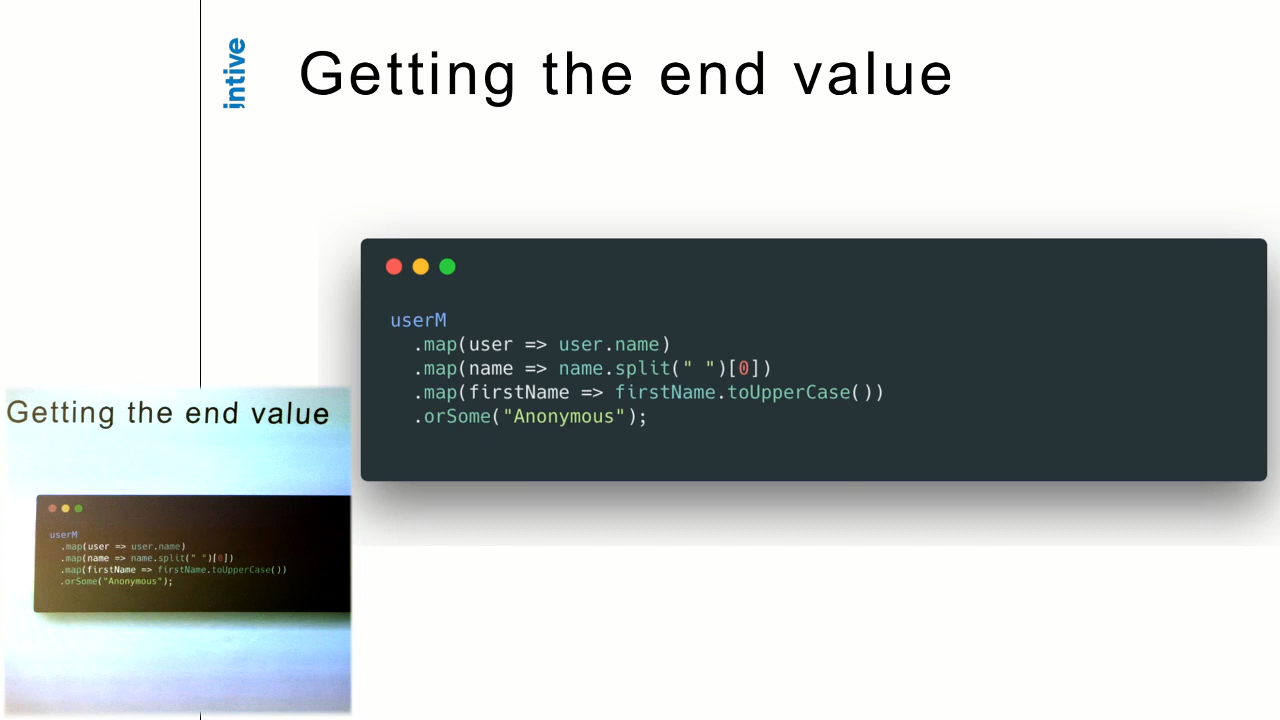 intive
Getting the end value
userM
  .map(user => user.name)
  .map(name => name.split(" ")[0])
  .map(firstName => firstName.toUpperCase())
  .orSome("Anonymous");
Getting the end value
userM
  .map(user => user.name)
  .map(name => name.split(" ")[0])
  .map(firstName => firstName.toUpperCase())
  .orSome("Anonymous");